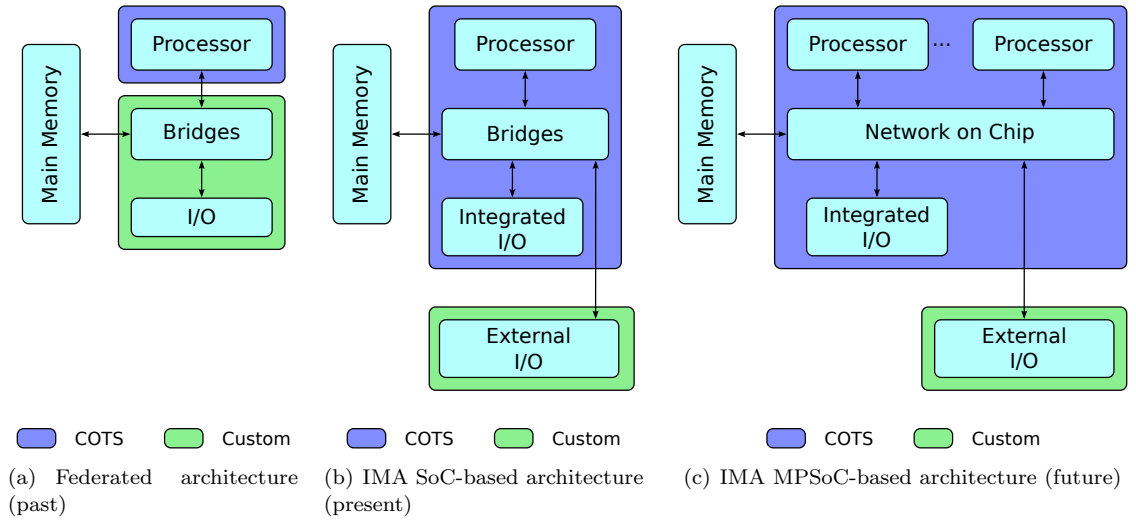 Processor
Main Memory
Bridges
I/O
COTS
Custom
(a) Federated architecture
(past)
Processor
Main Memory
Bridges
Integrated
I/O
External
I/O
COTS
Custom
(b) IMA SoC-based architecture
(present)
Processor
...
Processor
Main Memory
Network on Chip
Integrated
I/O
External
I/O
COTS
Custom
(c) IMA MPSoC-based architecture (future)